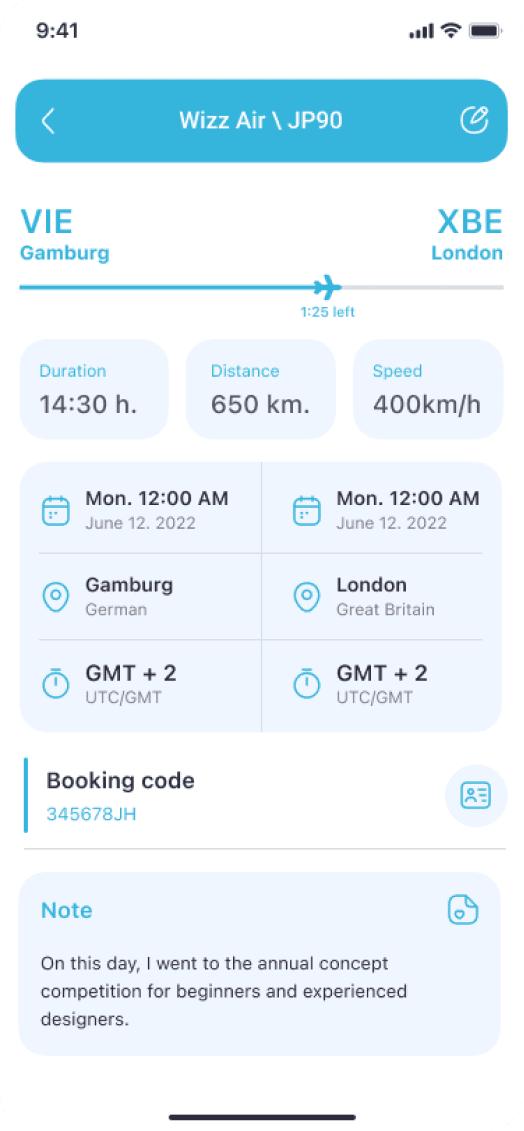 9:41
Wizz Air \ JP90
VIE
XBE
Gamburg
London
1:25 left
Duration
Distance
Speed
14:30 h.
650 km.
400km/h
Mon. 12:00 AM
Mon. 12:00 AM
June 12. 2022
June 12. 2022
Gamburg
London
German
Great Britain
GMT + 2
GMT + 2
UTC/GMT
UTC/GMT
Booking code
345678JH
Note
On this day, I went to the annual concept
competition for beginners and experienced
designers.